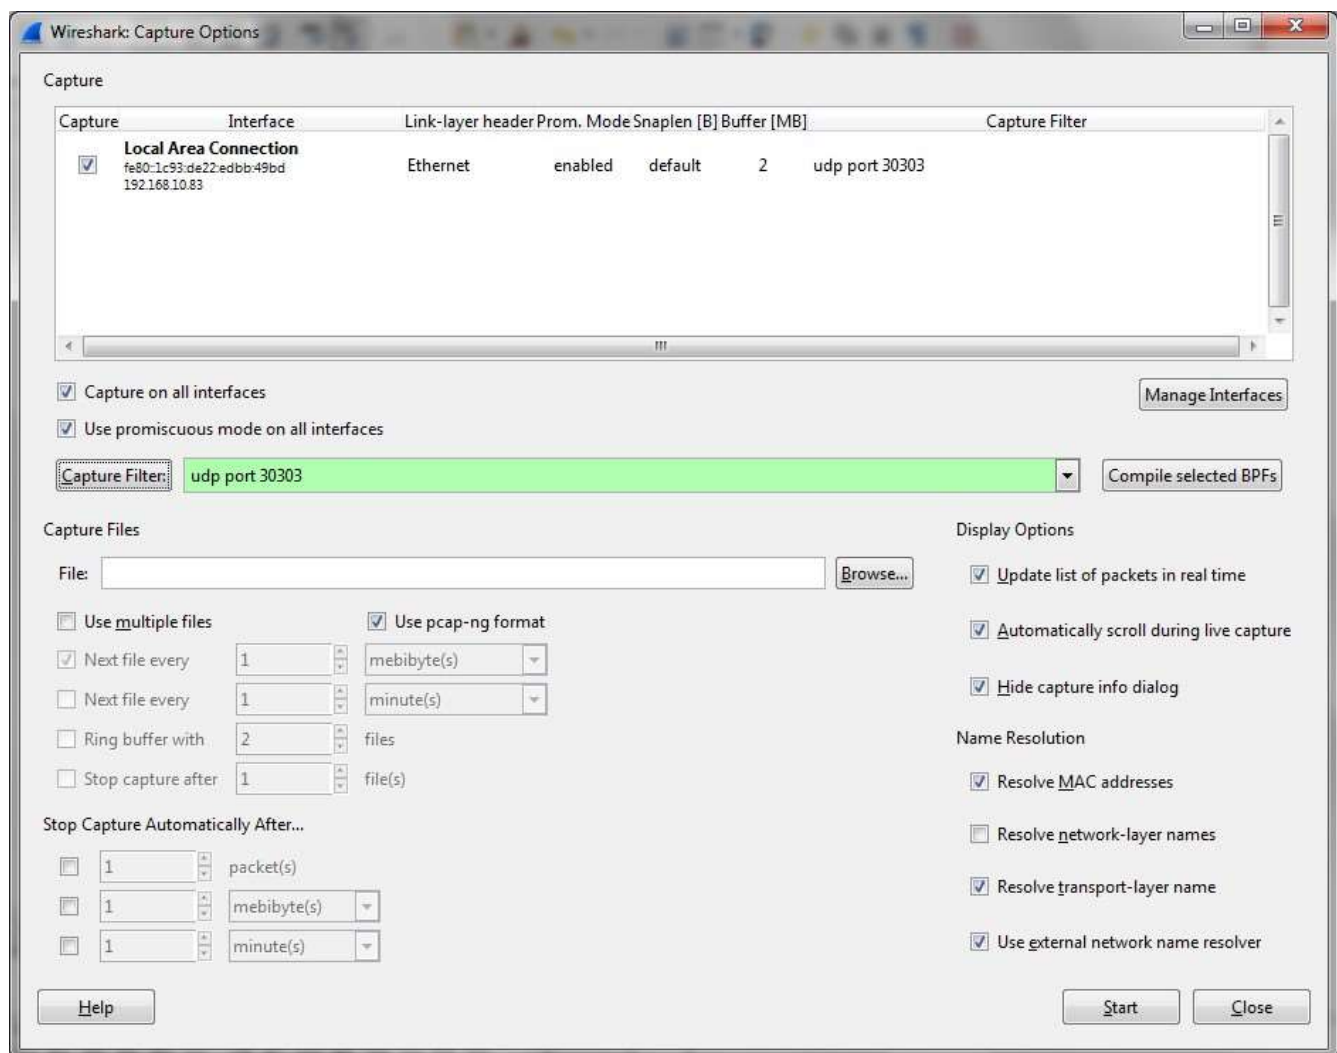 Wireshark: Capture Options
Capture
Capture Interface Link-layer header Prom. Mode Snaplen [B] Buffer [MB] Capture Filter
Local Area Connection
fe80::1c93:de22:edbb:49bd
Ethernet enabled default 2 udp port 30303
192.168.10.83
Capture on all interfaces
Manage Interfaces
Use promiscuous mode on all interfaces
Capture Filter: udp port 30303 Compile selected BPFs
Capture Files
Display Options
File: Browse...
Update list of packets in real time
Use multiple files Use pcap-ng format
Automatically scroll during live capture
Next file every 1 mebibyte(s)
Next file every 1 minute(s)
Hide capture info dialog
Ring buffer with 2 files
Name Resolution
Stop capture after 1 file(s)
Resolve MAC addresses
Stop Capture Automatically After...
Resolve network-layer names
1 packet(s)
Resolve transport-layer name
1 mebibyte(s)
1 minute(s)
Use external network name resolver
Help Start Close